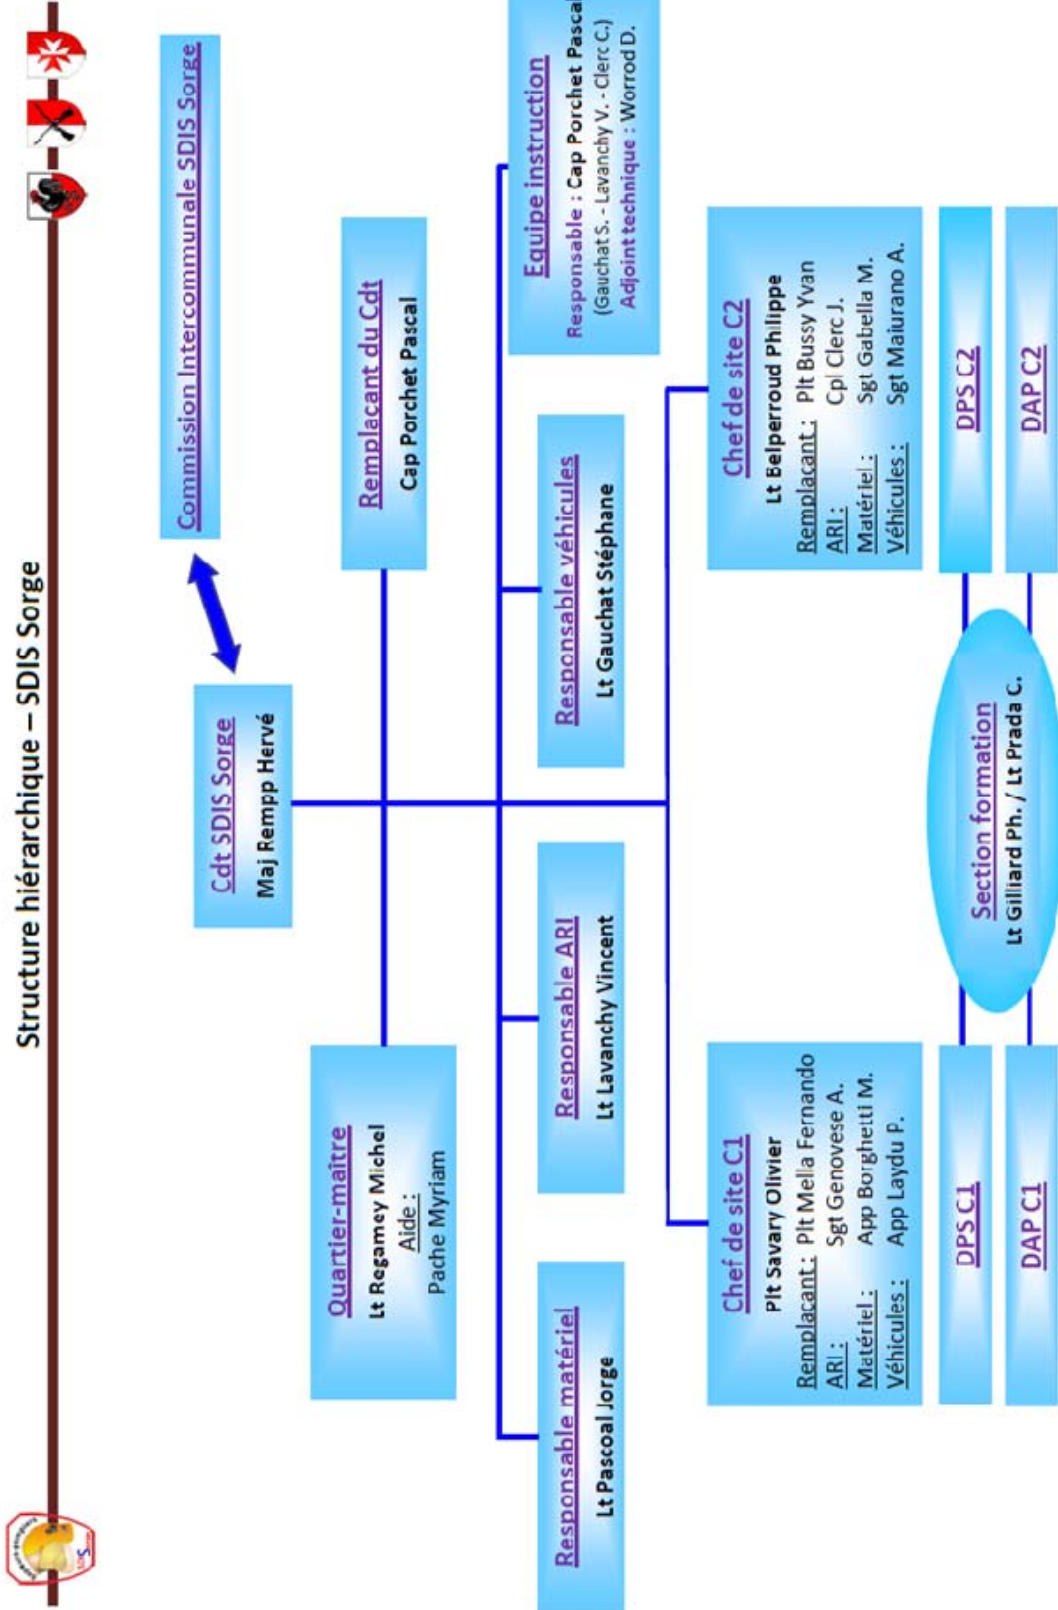 Structure hiérarchique – SDIS Sorge
Commission Intercommunale SDIS Sorge
Cdt SDIS Sorge
Maj Rempp Hervé
Quartier-maître
Lt Regamey Michel
Aide :
Pache Myriam
Remplaçant du Cdt
Cap Porchet Pascal
Responsable matériel
Lt Pascoal Jorge
Responsable ARI
Lt Lavanchy Vincent
Responsable véhicules
Lt Gauchat Stéphane
Equipe instruction
Responsable : Cap Porchet Pascal
(Gauchat S. - Lavanchy V. - Clerc C.)
Adjoint technique : Worrod D.
Chef de site C1
Plt Savary Olivier
Remplaçant : Plt Mella Fernando
ARI : Sgt Genovese A.
Matériel : App Borghetti M.
Véhicules : App Laydu P.
Chef de site C2
Lt Belperroud Philippe
Remplaçant : Plt Bussy Yvan
ARI : Cpl Clerc J.
Matériel : Sgt Gabella M.
Véhicules : Sgt Maiurano A.
DPS C1
DAP C1
Section formation
Lt Gilliard Ph. / Lt Prada C.
DPS C2
DAP C2